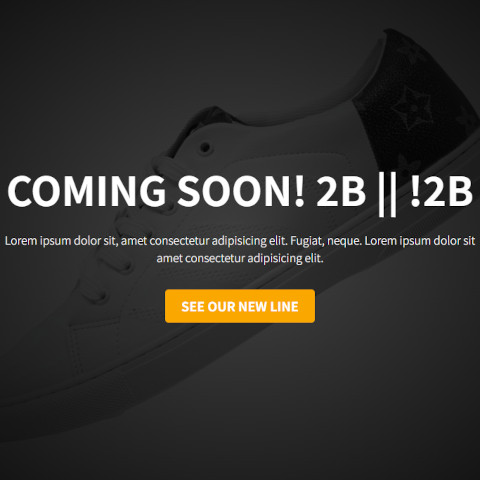 COMING SOON! 2B || !2B
Lorem ipsum dolor sit, amet consectetur adipisicing elit. Fugiat, neque. Lorem ipsum dolor sit
amet consectetur adipisicing elit.
SEE OUR NEW LINE